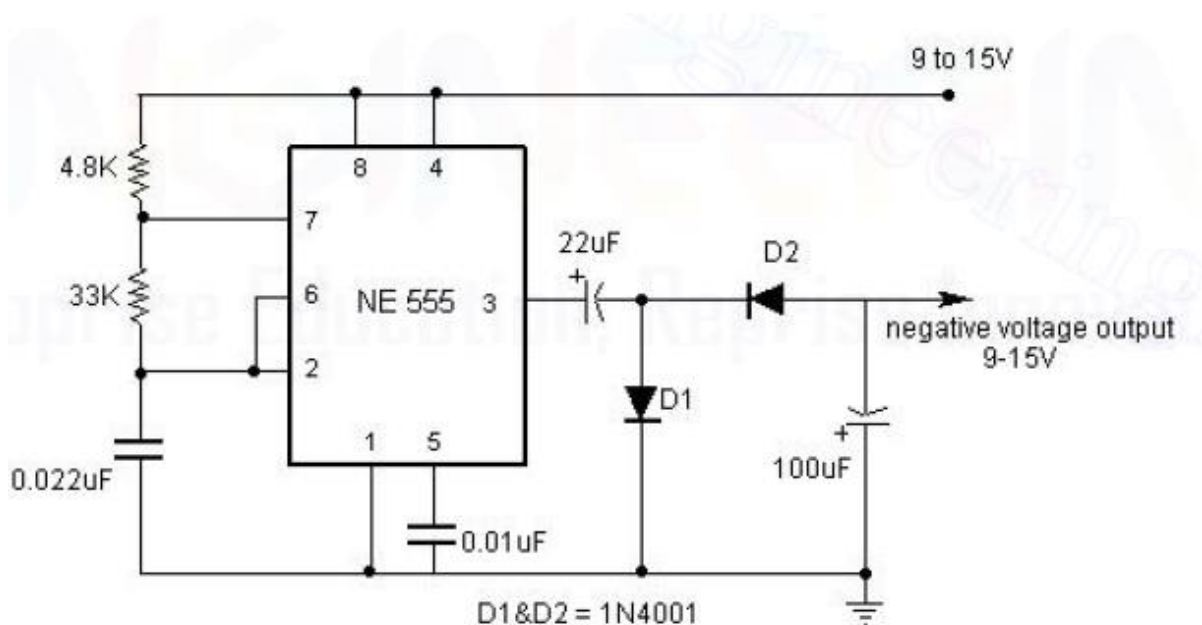 9 to 15V
4.8K
8
4
7
33K
22uF
D2
6
NE 555
3
negative voltage output
9-15V
2
D1
1
5
100uF
0.022uF
0.01uF
D1&D2 = 1N4001
+
+